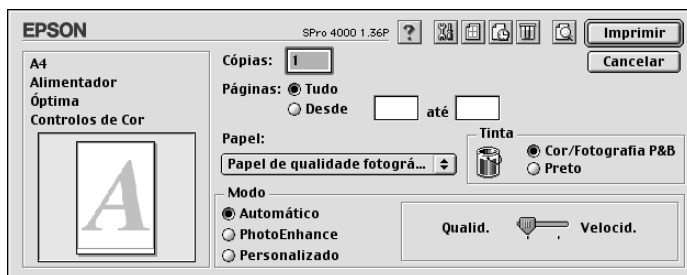 EPSON
SPro 4000 1.36P
?
Imprimir
Cancelar
A4
Alimentador
Óptima
Controlos de Cor
A
Cópias: 1
Páginas: Tudo
Desde até
Papel:
Papel de qualidade fotográ...
Tinta
Cor/Fotografia P&B
Preto
Modo
Automático
PhotoEnhance
Personalizado
Qualid. Velocid.